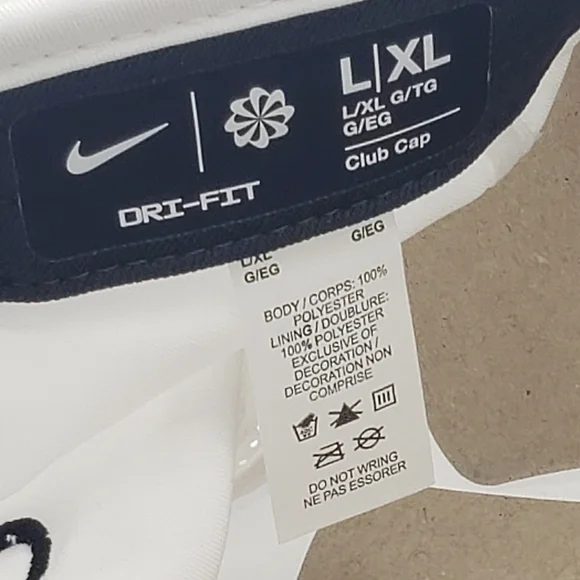 L|XL
L/XL G/TG
G/EG
Club Cap
DRI-FIT
L/XL
G/EG
G/EG
BODY / CORPS: 100%
POLYESTER
LINING / DOUBLURE:
100% POLYESTER
EXCLUSIVE OF
DECORATION /
DECORATION NON
COMPRISE
DO NOT WRING
NE PAS ESSORER